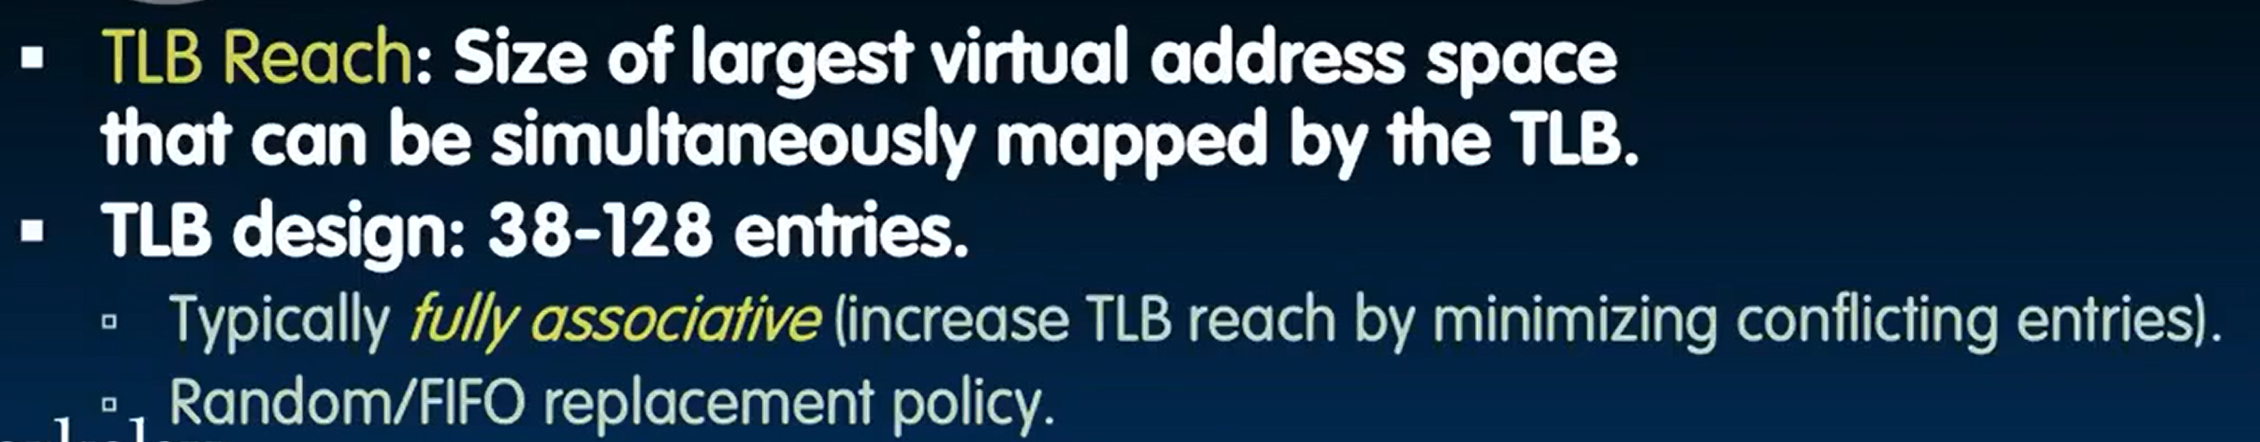 ▪ TLB Reach: Size of largest virtual address space
that can be simultaneously mapped by the TLB.
▪ TLB design: 38-128 entries.
▫ Typically fully associative (increase TLB reach by minimizing conflicting entries).
▫ Random/FIFO replacement policy.